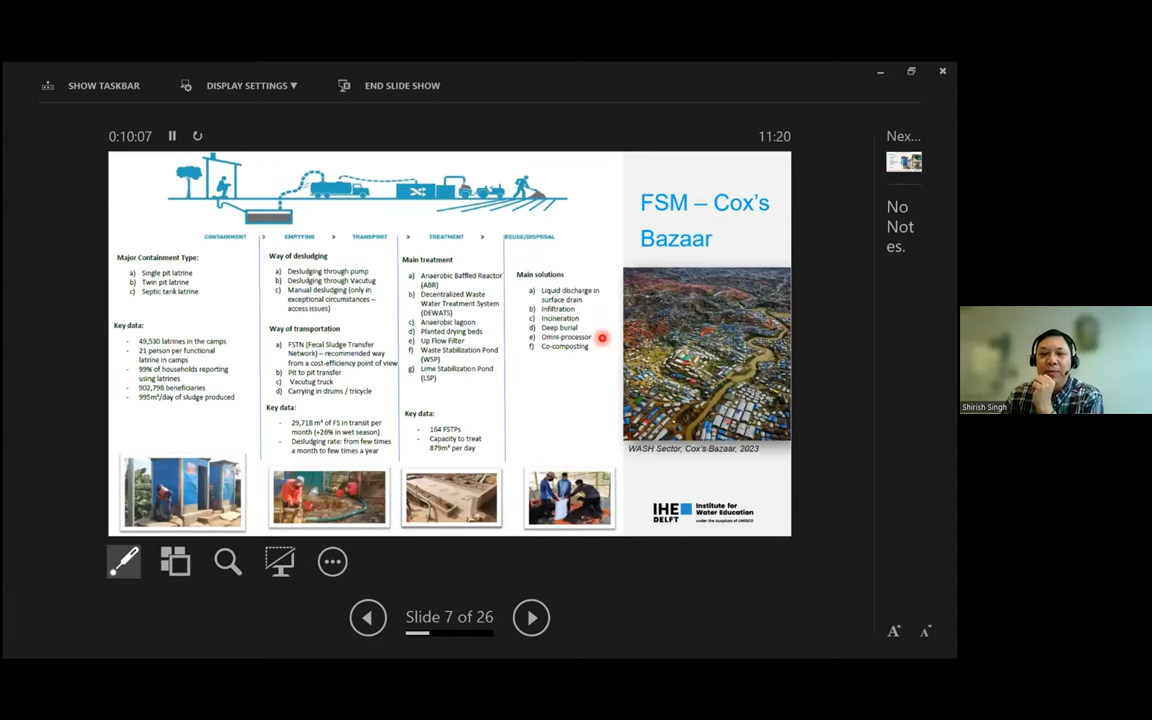 SHOW TASKBAR
DISPLAY SETTINGS ▼
END SLIDE SHOW
0:10:07
11:20
Nex...
No
Not
es.
CONTAINMENT > EMPTYING > TRANSPORT > TREATMENT > REUSE/DISPOSAL
Major Containment Type:
a) Single pit latrine
b) Twin pit latrine
c) Septic tank latrine
Key data:
- 49,530 latrines in the camps
- 21 person per functional
latrine in camps
- 99% of households reporting
using latrines
- 902,798 beneficiaries
- 995m³/day of sludge produced
Way of desludging
a) Desludging through pump
b) Desludging through Vacutug
c) Manual desludging (only in
exceptional circumstances –
access issues)
Way of transportation
a) FSTN (Fecal Sludge Transfer
Network) – recommended way
from a cost-efficiency point of view
b) Pit to pit transfer
c) Vacutug truck
d) Carrying in drums / tricycle
Key data:
- 29,718 m³ of FS in transit per
month (+26% in wet season)
- Desludging rate: from few times
a month to few times a year
Main treatment
a) Anaerobic Baffled Reactor
(ABR)
b) Decentralized Waste
Water Treatment System
(DEWATS)
c) Anaerobic lagoon
d) Planted drying beds
e) Up Flow Filter
f) Waste Stabilization Pond
(WSP)
g) Lime Stabilization Pond
(LSP)
Key data:
- 164 FSTPs
- Capacity to treat
879m³ per day
Main solutions
a) Liquid discharge in
surface drain
b) Infiltration
c) Incineration
d) Deep burial
e) Omni-processor
f) Co-composting
FSM – Cox's
Bazaar
WASH Sector, Cox's Bazaar, 2023
IHE
DELFT
Institute for
Water Education
under the auspices of UNESCO
Slide 7 of 26
A A
Shirish Singh